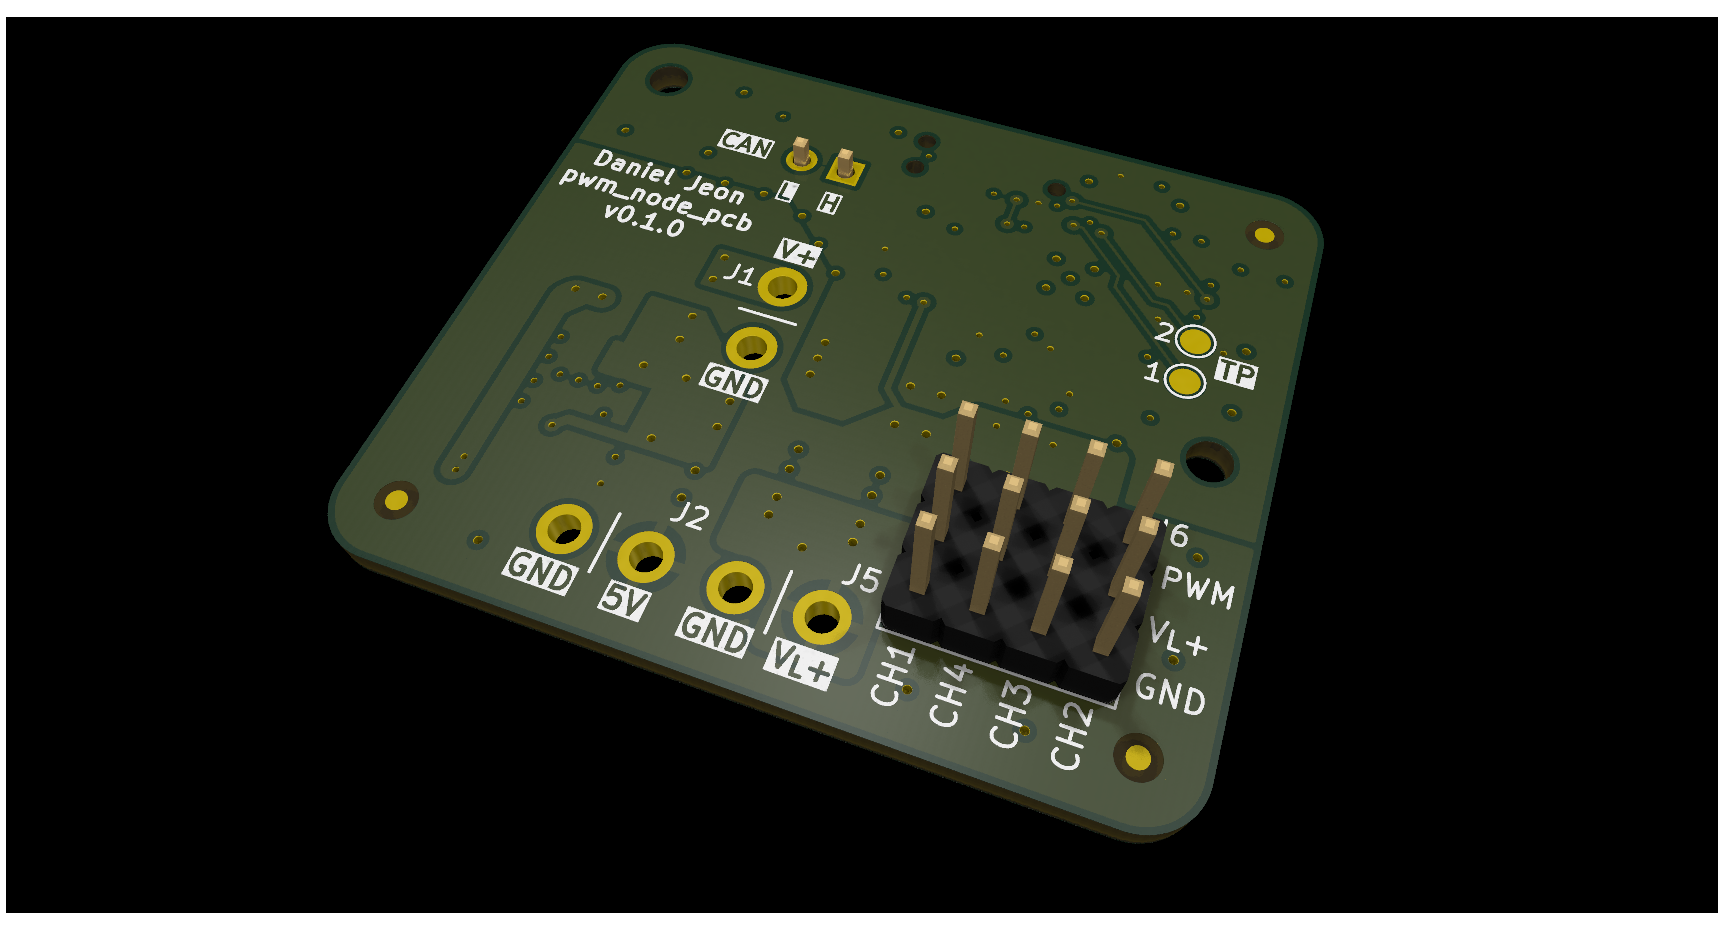 CAN
L
H
Daniel Jeon
pwm_node_pcb
v0.1.0
V+
J1
GND
2
1
TP
J2
GND
5V
J5
GND
VL+
6
PWM
VL+
GND
CH1
CH4
CH3
CH2